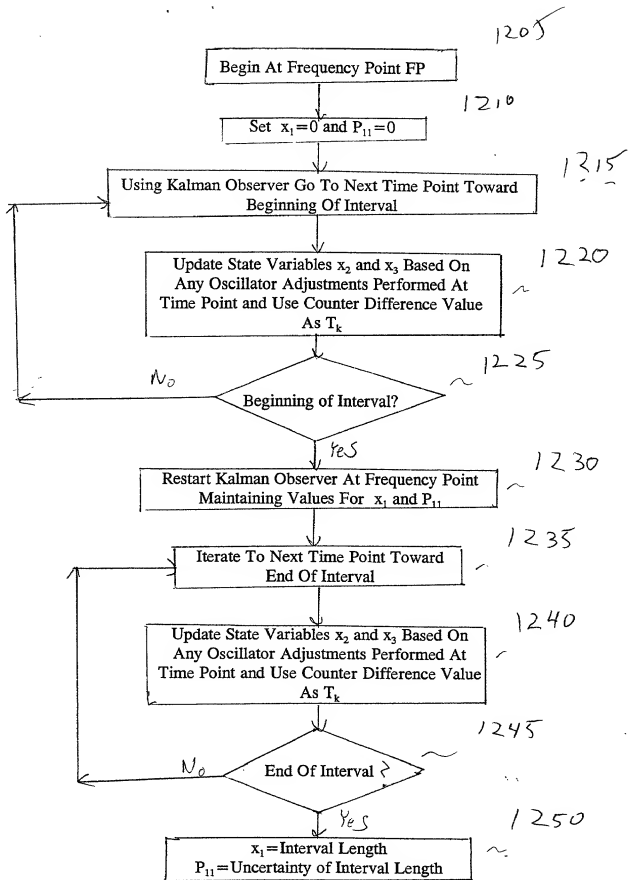 1205
Begin At Frequency Point FP
1210
Set x₁=0 and P₁₁=0
1215
Using Kalman Observer Go To Next Time Point Toward
Beginning Of Interval
1220
Update State Variables x₂ and x₃ Based On
Any Oscillator Adjustments Performed At
Time Point and Use Counter Difference Value
As Tₖ
1225
No
Beginning of Interval?
Yes
1230
Restart Kalman Observer At Frequency Point
Maintaining Values For x₁ and P₁₁
1235
Iterate To Next Time Point Toward
End Of Interval
1240
Update State Variables x₂ and x₃ Based On
Any Oscillator Adjustments Performed At
Time Point and Use Counter Difference Value
As Tₖ
1245
No
End Of Interval ?
Yes
1250
x₁=Interval Length
P₁₁=Uncertainty of Interval Length